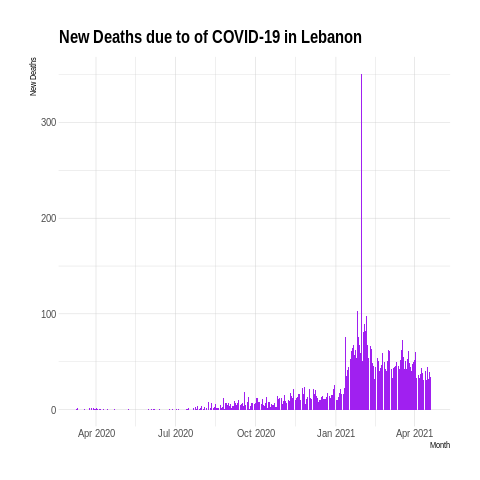 New Deaths due to of COVID-19 in Lebanon
New Deaths
300
200
100
0
Apr 2020
Jul 2020
Oct 2020
Jan 2021
Apr 2021
Month